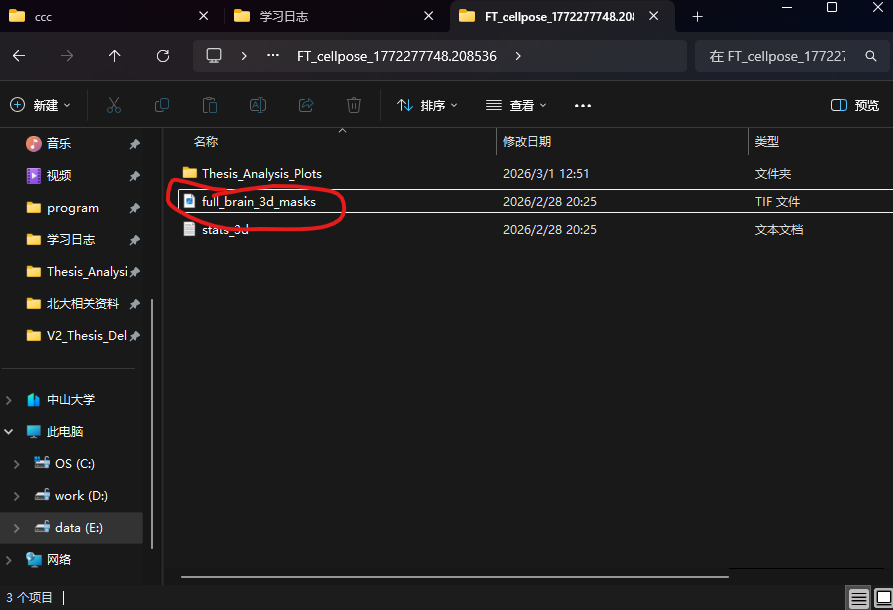 ccc
学习日志
FT_cellpose_1772277748.208
FT_cellpose_1772277748.208536
在 FT_cellpose_17722
新建
排序
查看
预览
名称 修改日期 类型
音乐
视频
program
学习日志
Thesis_Analysi
北大相关资料
V2_Thesis_Del
中山大学
此电脑
OS (C:)
work (D:)
data (E:)
网络
Thesis_Analysis_Plots 2026/3/1 12:51 文件夹
full_brain_3d_masks 2026/2/28 20:25 TIF 文件
stats_3d 2026/2/28 20:25 文本文档
3 个项目